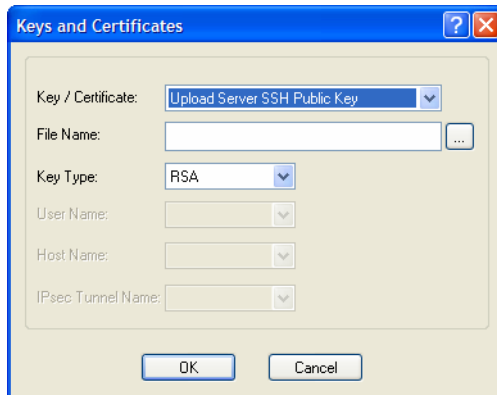 Keys and Certificates
Key / Certificate: Upload Server SSH Public Key
File Name: ...
Key Type: RSA
User Name:
Host Name:
IPsec Tunnel Name:
OK Cancel